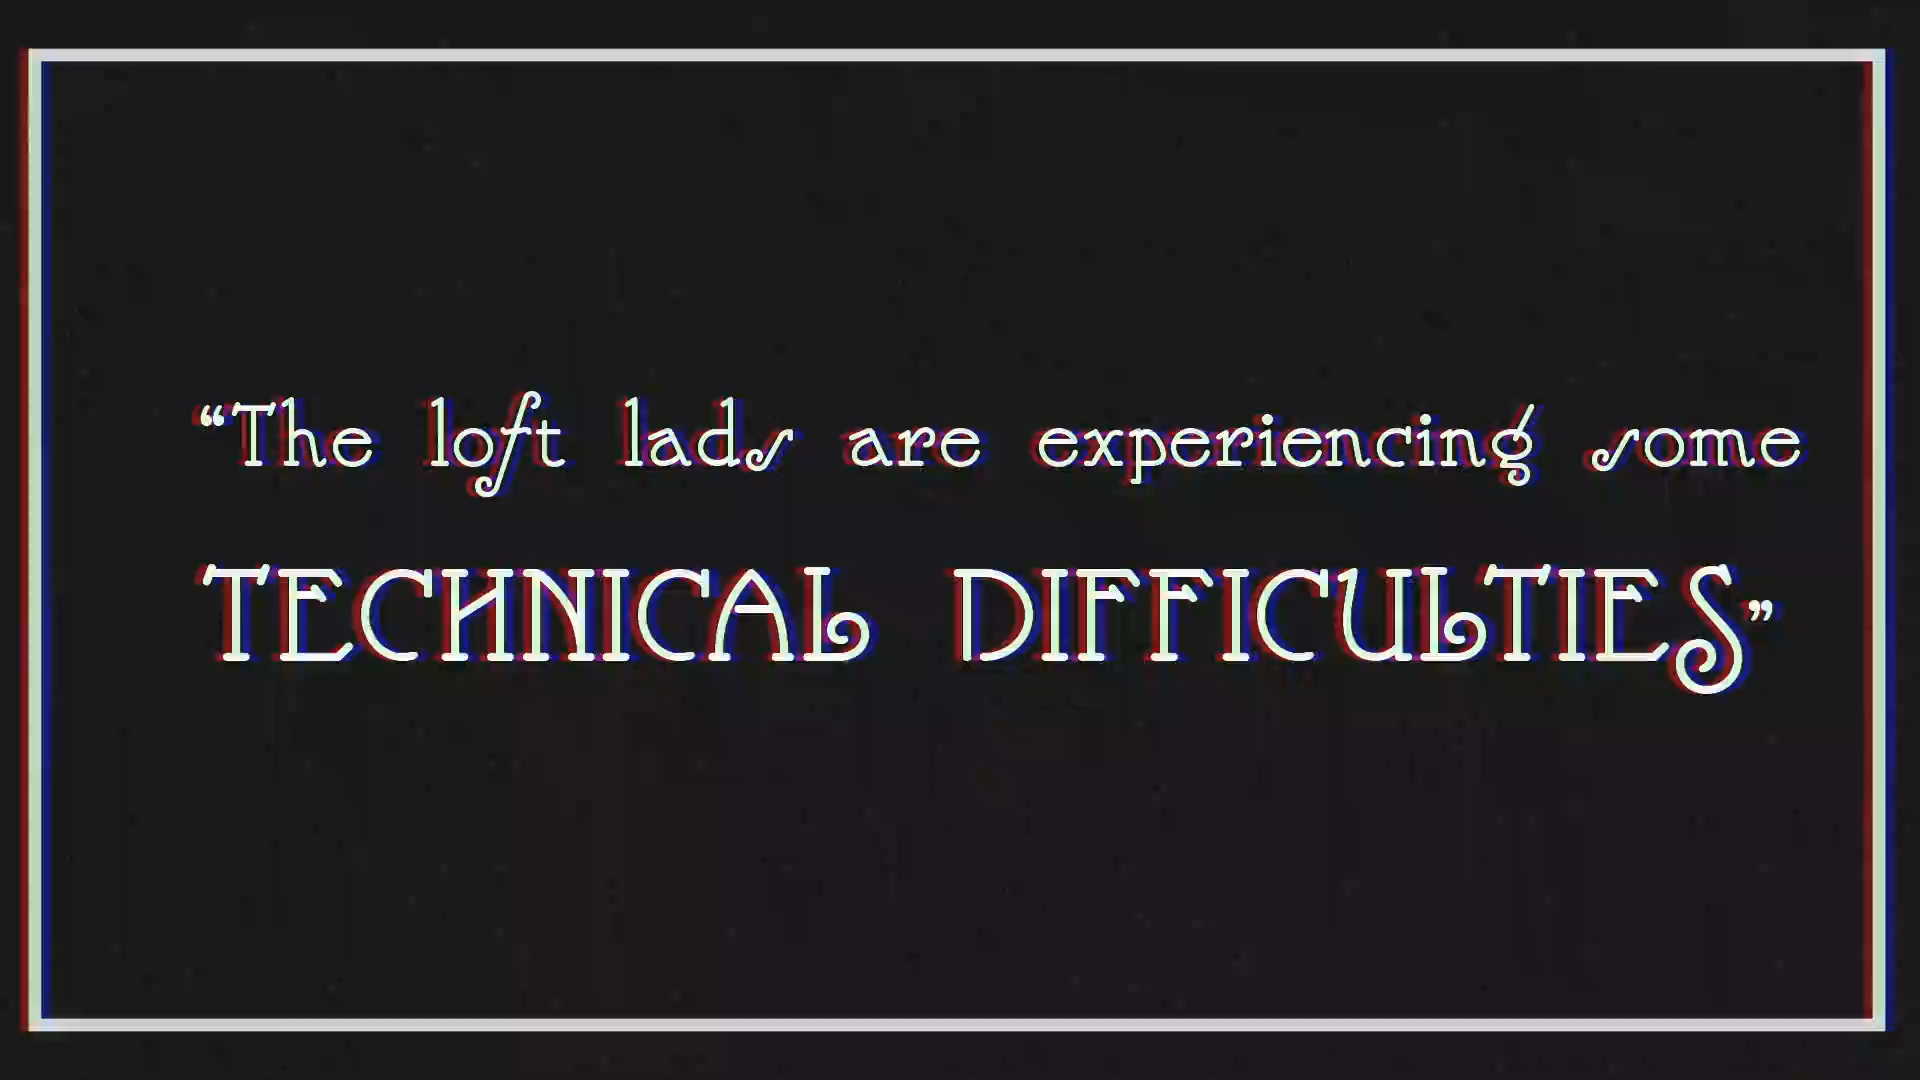 “The loft lads are experiencing some
TECHNICAL DIFFICULTIES”